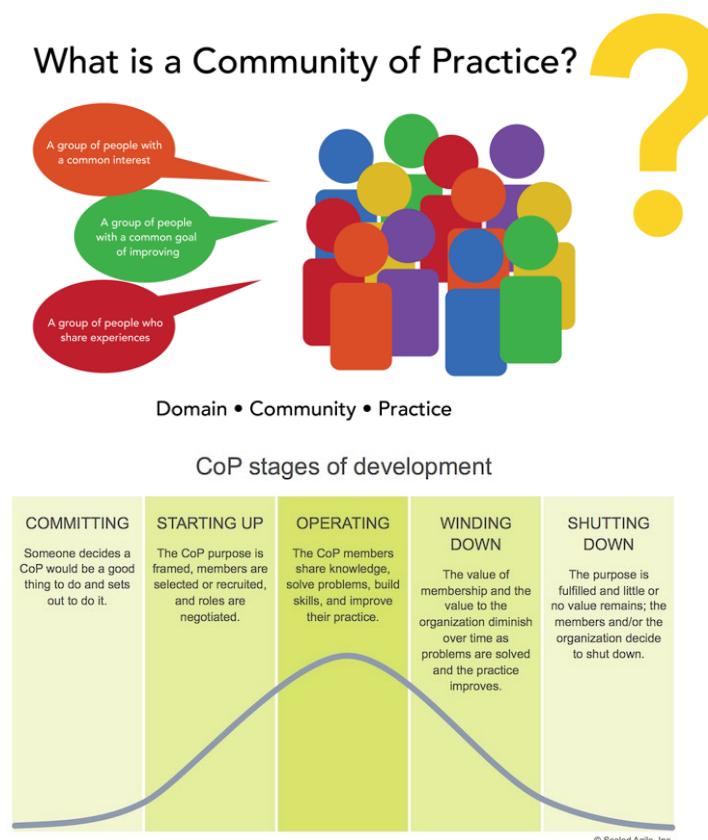 What is a Community of Practice?
?
A group of people with
a common interest
A group of people
with a common goal
of improving
A group of people who
share experiences
Domain • Community • Practice
CoP stages of development
COMMITTING
Someone decides a
CoP would be a good
thing to do and sets
out to do it.
STARTING UP
The CoP purpose is
framed, members are
selected or recruited,
and roles are
negotiated.
OPERATING
The CoP members
share knowledge,
solve problems, build
skills, and improve
their practice.
WINDING
DOWN
The value of
membership and the
value to the
organization diminish
over time as
problems are solved
and the practice
improves.
SHUTTING
DOWN
The purpose is
fulfilled and little or
no value remains; the
members and/or the
organization decide
to shut down.
© Scaled Agile, Inc.